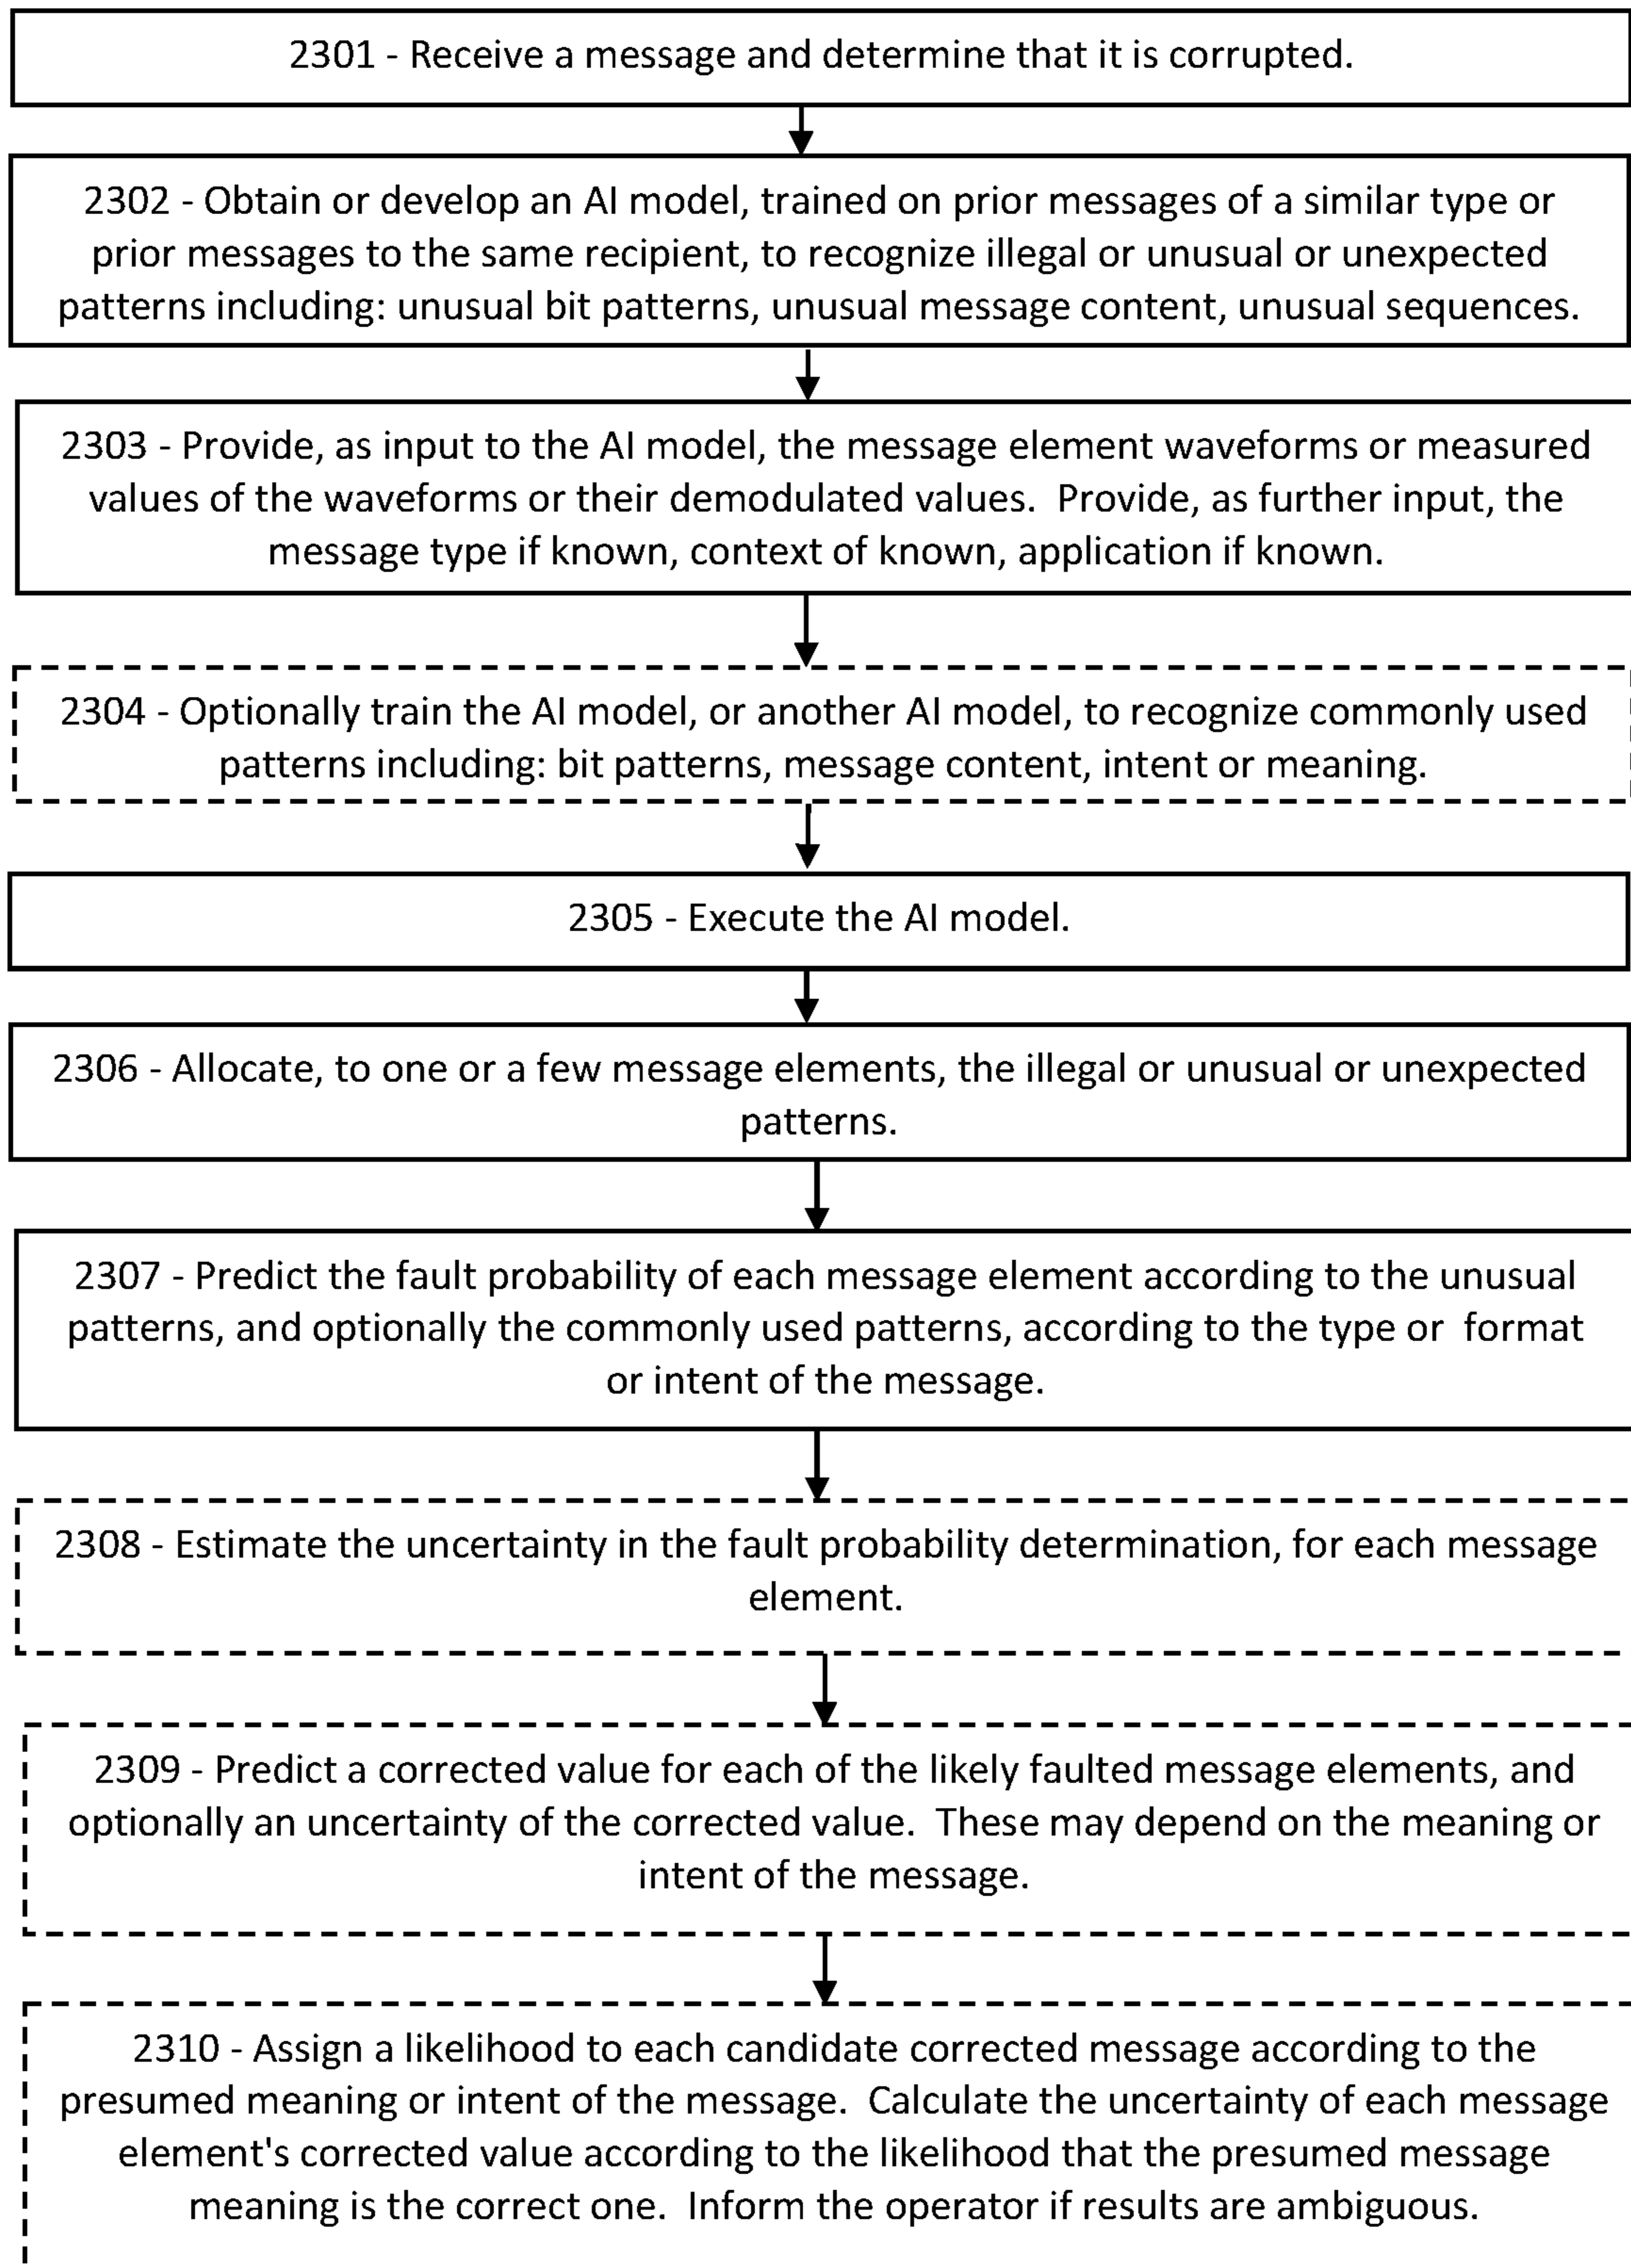 2301 - Receive a message and determine that it is corrupted.
2302 - Obtain or develop an AI model, trained on prior messages of a similar type or
prior messages to the same recipient, to recognize illegal or unusual or unexpected
patterns including: unusual bit patterns, unusual message content, unusual sequences.
2303 - Provide, as input to the AI model, the message element waveforms or measured
values of the waveforms or their demodulated values.  Provide, as further input, the
message type if known, context of known, application if known.
2304 - Optionally train the AI model, or another AI model, to recognize commonly used
patterns including: bit patterns, message content, intent or meaning.
2305 - Execute the AI model.
2306 - Allocate, to one or a few message elements, the illegal or unusual or unexpected
patterns.
2307 - Predict the fault probability of each message element according to the unusual
patterns, and optionally the commonly used patterns, according to the type or  format
or intent of the message.
2308 - Estimate the uncertainty in the fault probability determination, for each message
element.
2309 - Predict a corrected value for each of the likely faulted message elements, and
optionally an uncertainty of the corrected value.  These may depend on the meaning or
intent of the message.
2310 - Assign a likelihood to each candidate corrected message according to the
presumed meaning or intent of the message.  Calculate the uncertainty of each message
element's corrected value according to the likelihood that the presumed message
meaning is the correct one.  Inform the operator if results are ambiguous.